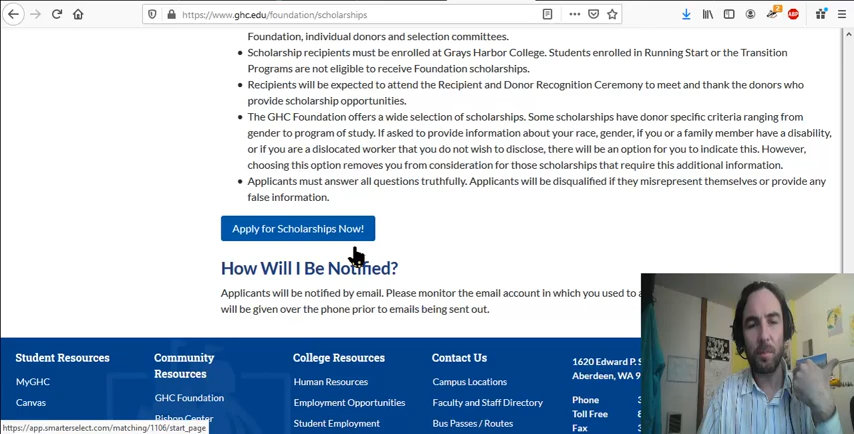 https://www.ghc.edu/foundation/scholarships
2
ABP
Foundation, individual donors and selection committees.
Scholarship recipients must be enrolled at Grays Harbor College. Students enrolled in Running Start or the Transition
Programs are not eligible to receive Foundation scholarships.
Recipients will be expected to attend the Recipient and Donor Recognition Ceremony to meet and thank the donors who
provide scholarship opportunities.
The GHC Foundation offers a wide selection of scholarships. Some scholarships have donor specific criteria ranging from
gender to program of study. If asked to provide information about your race, gender, if you or a family member have a disability,
or if you are a dislocated worker that you do not wish to disclose, there will be an option for you to indicate this. However,
choosing this option removes you from consideration for those scholarships that require this additional information.
Applicants must answer all questions truthfully. Applicants will be disqualified if they misrepresent themselves or provide any
false information.
Apply for Scholarships Now!
How Will I Be Notified?
Applicants will be notified by email. Please monitor the email account in which you used to a
will be given over the phone prior to emails being sent out.
Student Resources
MyGHC
Canvas
Community
Resources
GHC Foundation
Bishop Center
College Resources
Human Resources
Employment Opportunities
Student Employment
Contact Us
Campus Locations
Faculty and Staff Directory
Bus Passes / Routes
1620 Edward P. S
Aberdeen, WA 9
Phone 3
Toll Free 8
Fax 3
https://app.smarterselect.com/matching/1106/start_page